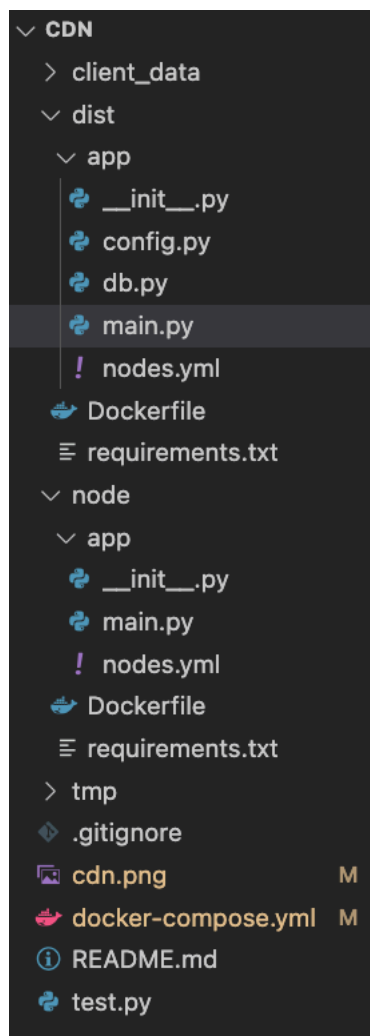 CDN
client_data
dist
app
__init__.py
config.py
db.py
main.py
! nodes.yml
Dockerfile
requirements.txt
node
app
__init__.py
main.py
! nodes.yml
Dockerfile
requirements.txt
tmp
.gitignore
cdn.png M
docker-compose.yml M
README.md
test.py